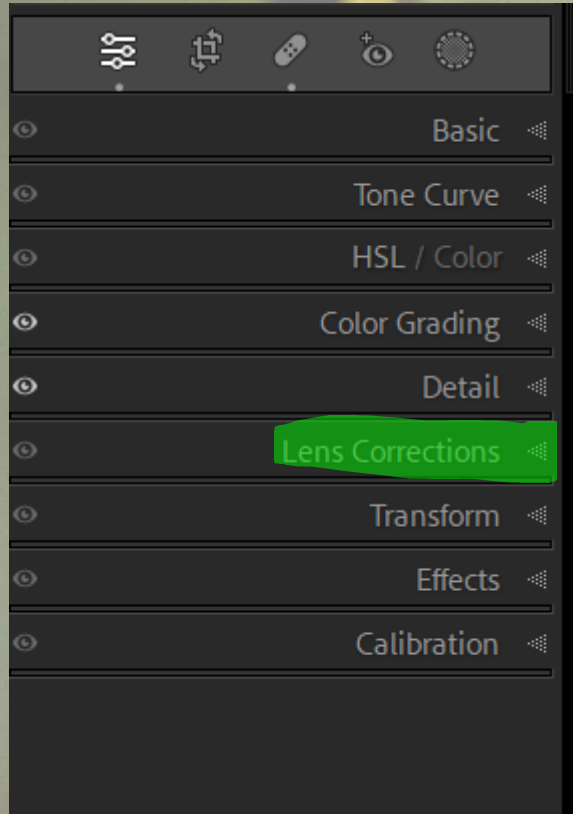 Basic
Tone Curve
HSL / Color
Color Grading
Detail
Lens Corrections
Transform
Effects
Calibration